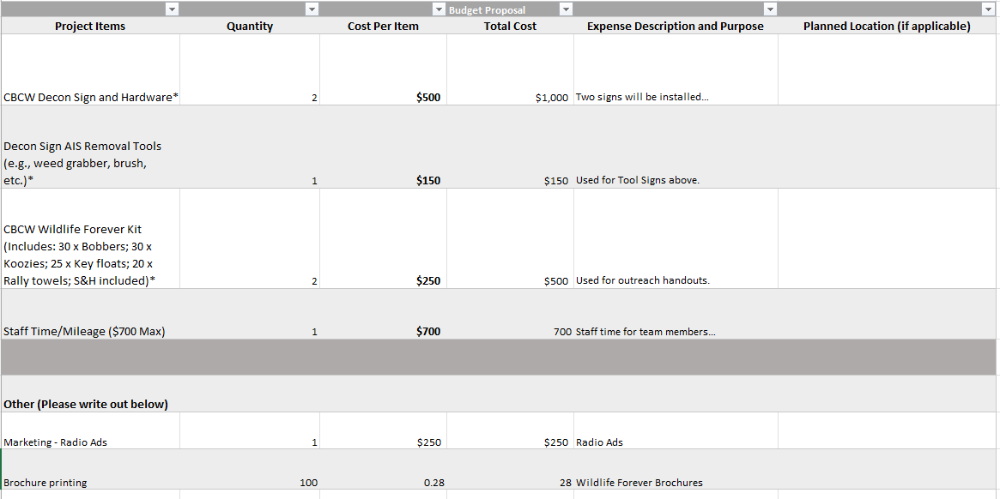 Budget Proposal
Project Items Quantity Cost Per Item Total Cost Expense Description and Purpose Planned Location (if applicable)
CBCW Decon Sign and Hardware* 2 $500 $1,000 Two signs will be installed...
Decon Sign AIS Removal Tools
(e.g., weed grabber, brush,
etc.)* 1 $150 $150 Used for Tool Signs above.
CBCW Wildlife Forever Kit
(Includes: 30 x Bobbers; 30 x
Koozies; 25 x Key floats; 20 x
Rally towels; S&H included)* 2 $250 $500 Used for outreach handouts.
Staff Time/Mileage ($700 Max) 1 $700 700 Staff time for team members...
Other (Please write out below)
Marketing - Radio Ads 1 $250 $250 Radio Ads
Brochure printing 100 0.28 28 Wildlife Forever Brochures